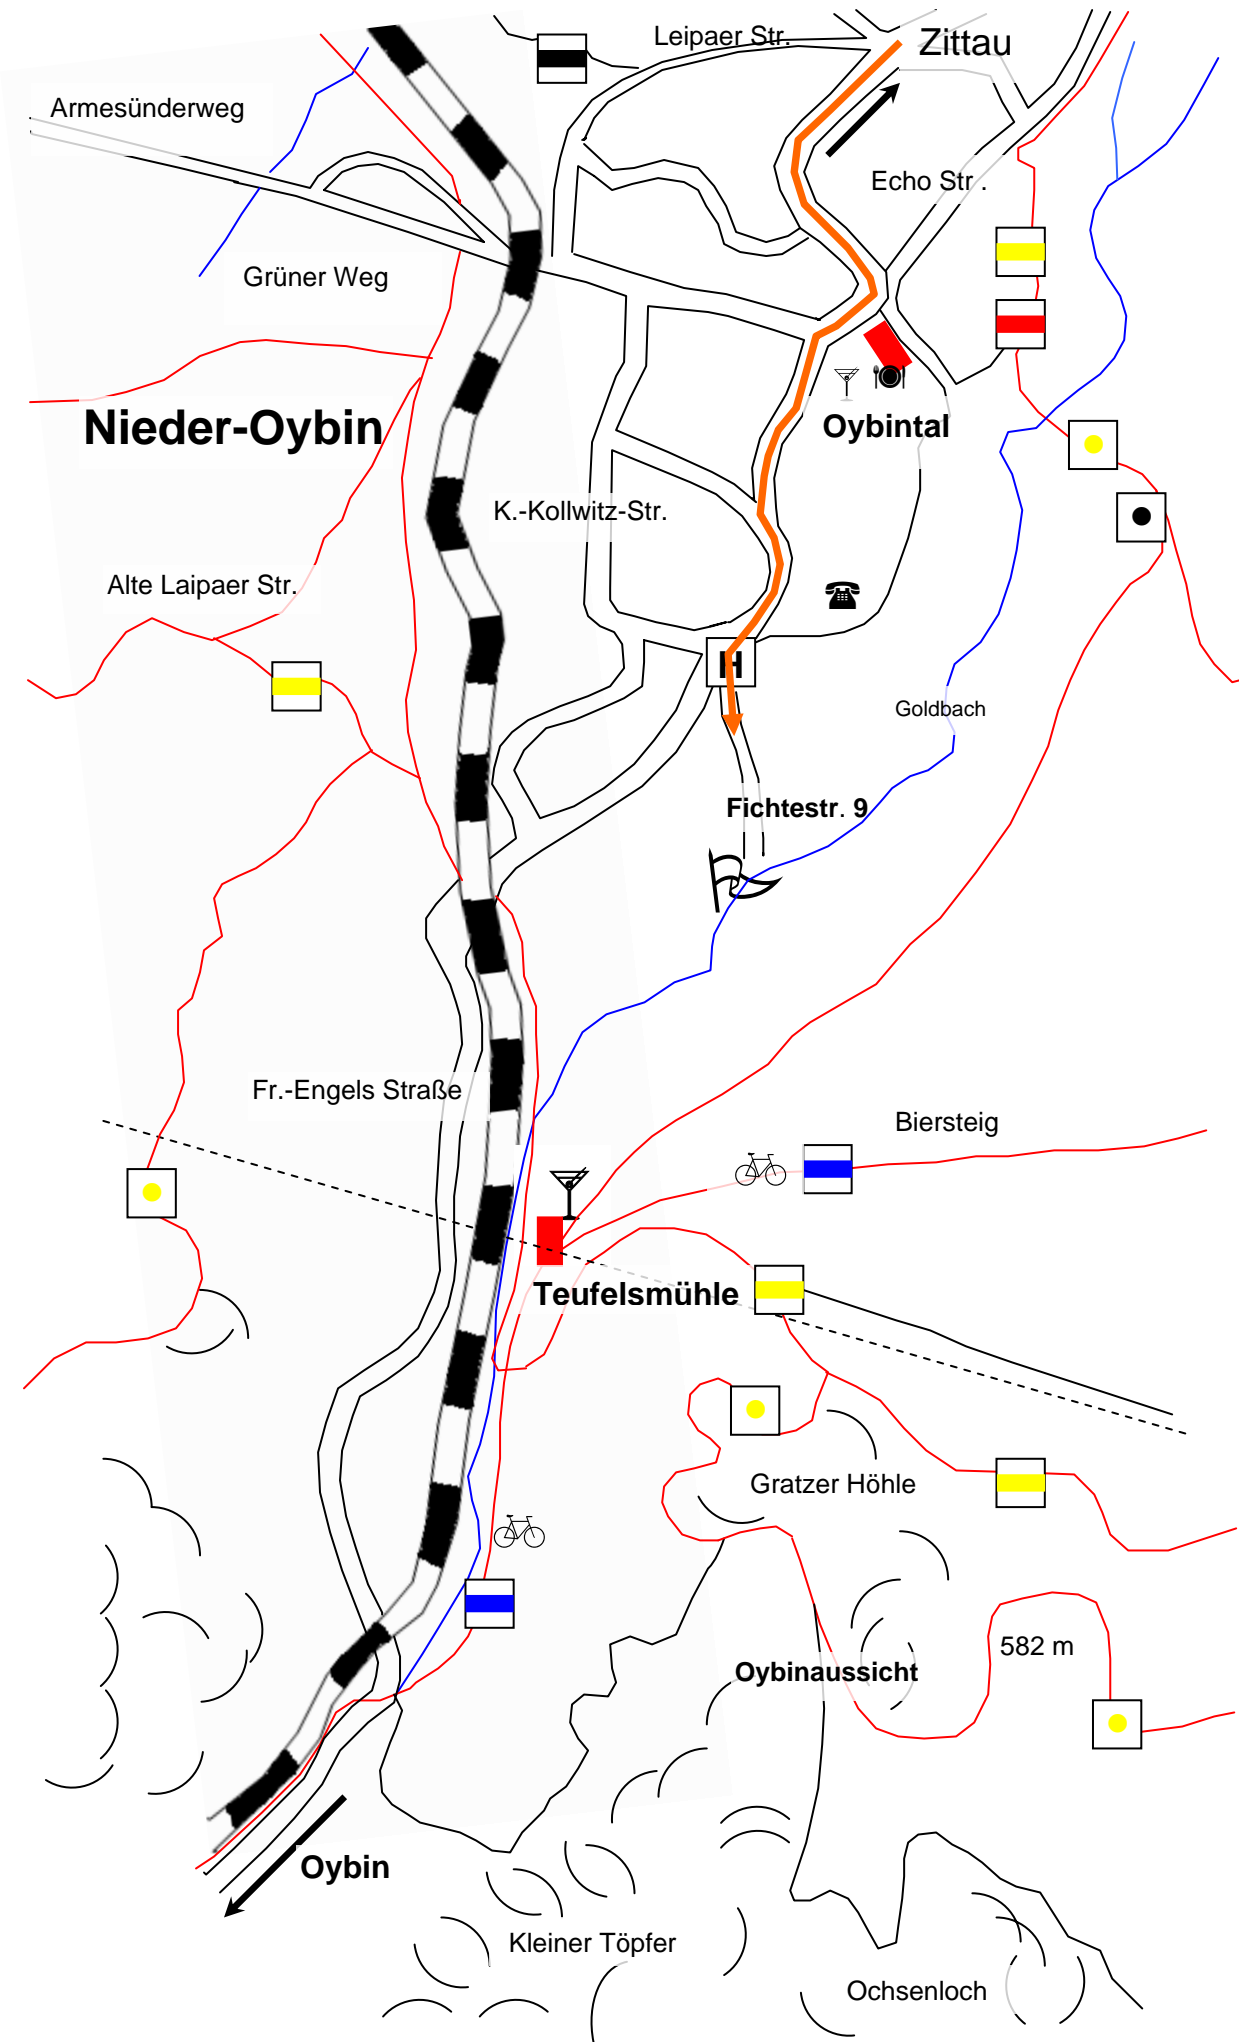 Leipaer Str.
Zittau
Armesünderweg
Echo Str .
Grüner Weg
Nieder-Oybin
Oybintal
K.-Kollwitz-Str.
Alte Laipaer Str.
H
Goldbach
Fichtestr. 9
Fr.-Engels Straße
Biersteig
Teufelsmühle
Gratzer Höhle
582 m
Oybinaussicht
Oybin
Kleiner Töpfer
Ochsenloch